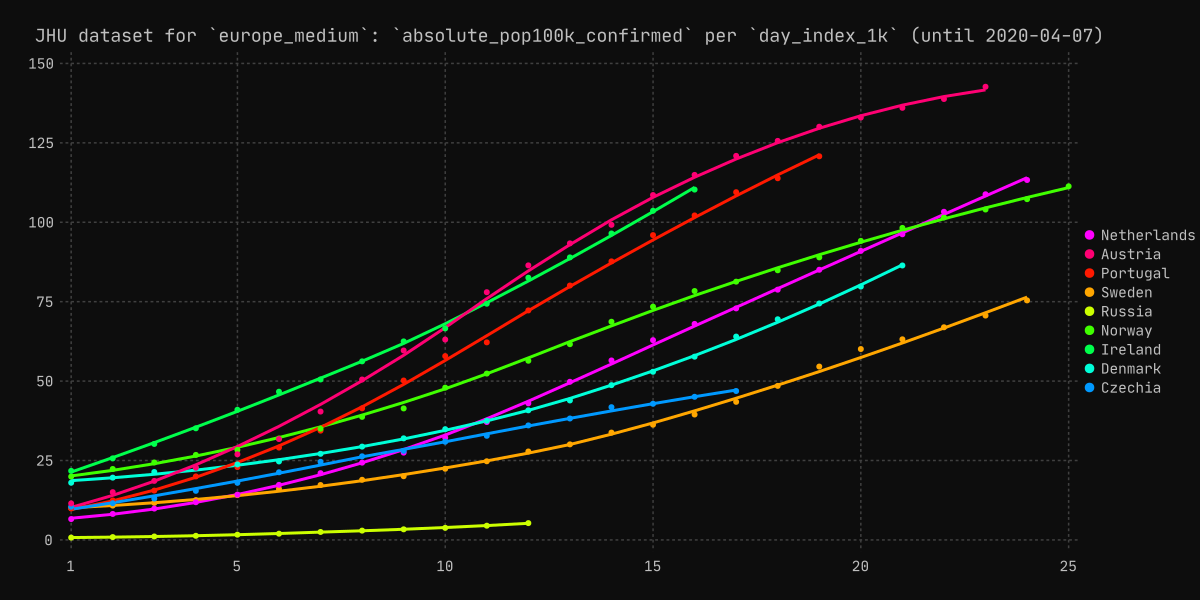 JHU dataset for `europe_medium`: `absolute_pop100k_confirmed` per `day_index_1k` (until 2020-04-07)
150
125
100
75
50
25
0
1 5 10 15 20 25
Netherlands
Austria
Portugal
Sweden
Russia
Norway
Ireland
Denmark
Czechia